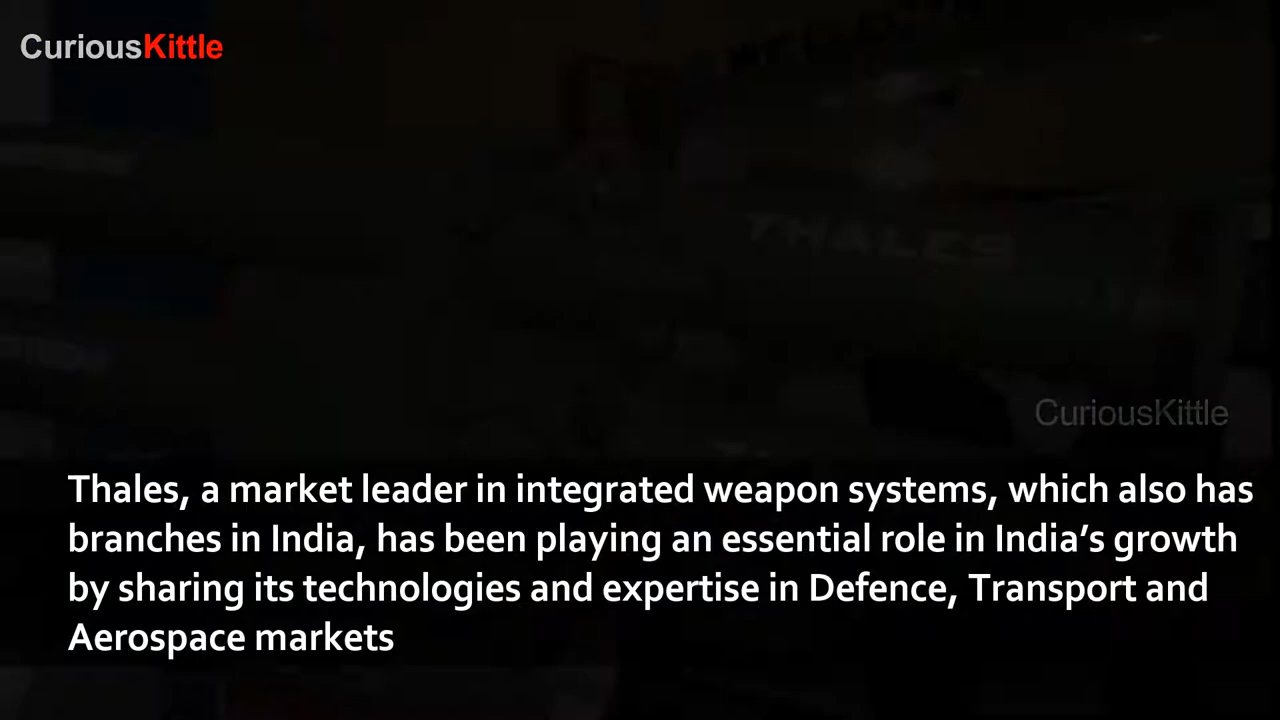 CuriousKittle
THALES
CuriousKittle
Thales, a market leader in integrated weapon systems, which also has
branches in India, has been playing an essential role in India’s growth
by sharing its technologies and expertise in Defence, Transport and
Aerospace markets